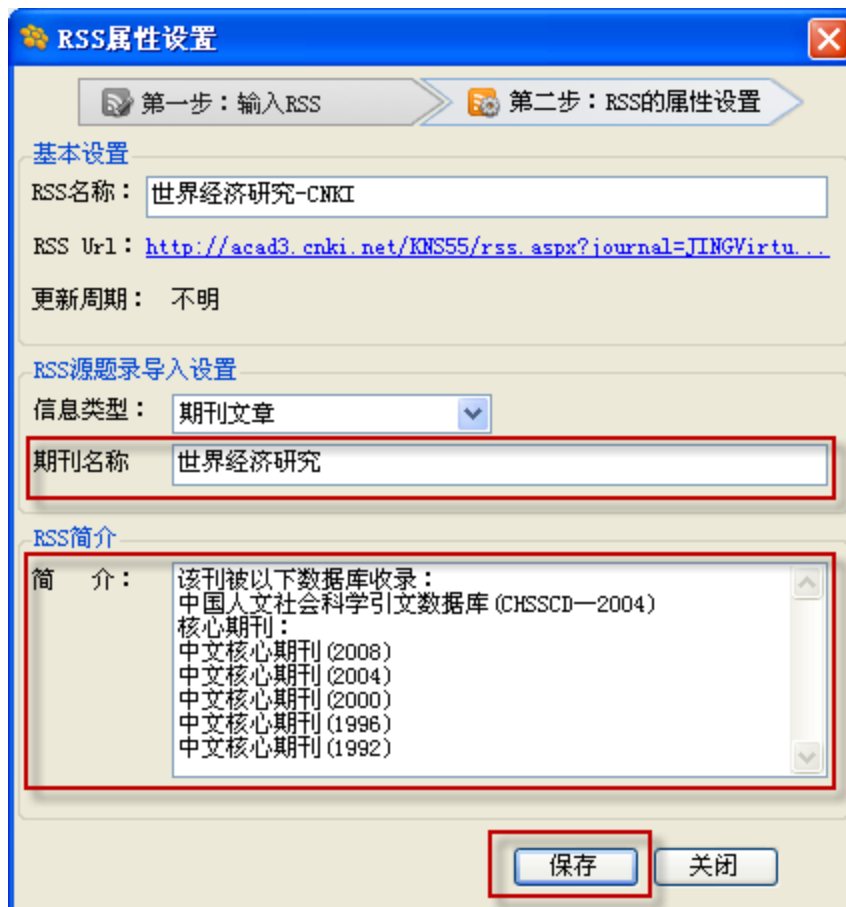 RSS属性设置
第一步：输入RSS
第二步：RSS的属性设置
基本设置
RSS名称： 世界经济研究-CNKI
RSS Url： http://acad3.cnki.net/KNS55/rss.aspx?journal=JINGVirtu...
更新周期： 不明
RSS源题录导入设置
信息类型： 期刊文章
期刊名称 世界经济研究
RSS简介
简 介： 该刊被以下数据库收录：
中国人文社会科学引文数据库(CHSSCD—2004)
核心期刊：
中文核心期刊(2008)
中文核心期刊(2004)
中文核心期刊(2000)
中文核心期刊(1996)
中文核心期刊(1992)
保存 关闭